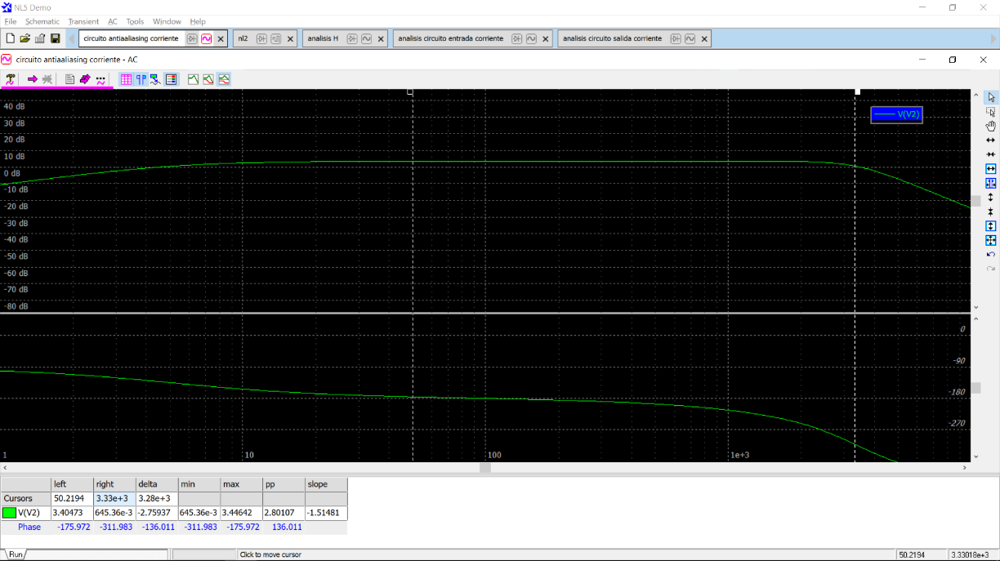 NL5 Demo
File Schematic Transient AC Tools Window Help
circuito antiaaliasing corriente nl2 analisis H analisis circuito entrada corriente analisis circuito salida corriente
circuito antiaaliasing corriente - AC
V(V2)
40 dB
30 dB
20 dB
10 dB
0 dB
-10 dB
-20 dB
-30 dB
-40 dB
-50 dB
-60 dB
-70 dB
-80 dB
0
-90
-180
-270
1 10 100 1e+3
left right delta min max pp slope
Cursors 50.2194 3.33e+3 3.28e+3
V(V2) 3.40473 645.36e-3 -2.75937 645.36e-3 3.44642 2.80107 -1.51481
Phase -175.972 -311.983 -136.011 -311.983 -175.972 136.011
Run Click to move cursor 50.2194 3.33018e+3